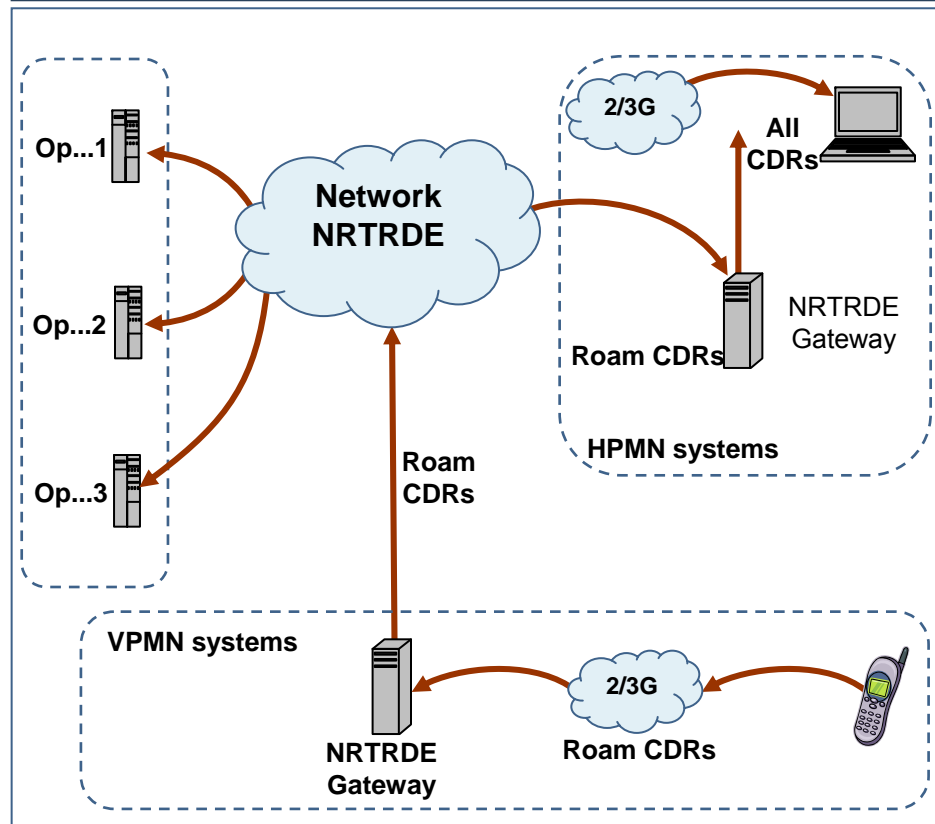 Op...1
Op...2
Op...3
Network
NRTRDE
2/3G
All
CDRs
NRTRDE
Gateway
Roam CDRs
HPMN systems
Roam
CDRs
VPMN systems
2/3G
NRTRDE
Gateway
Roam CDRs